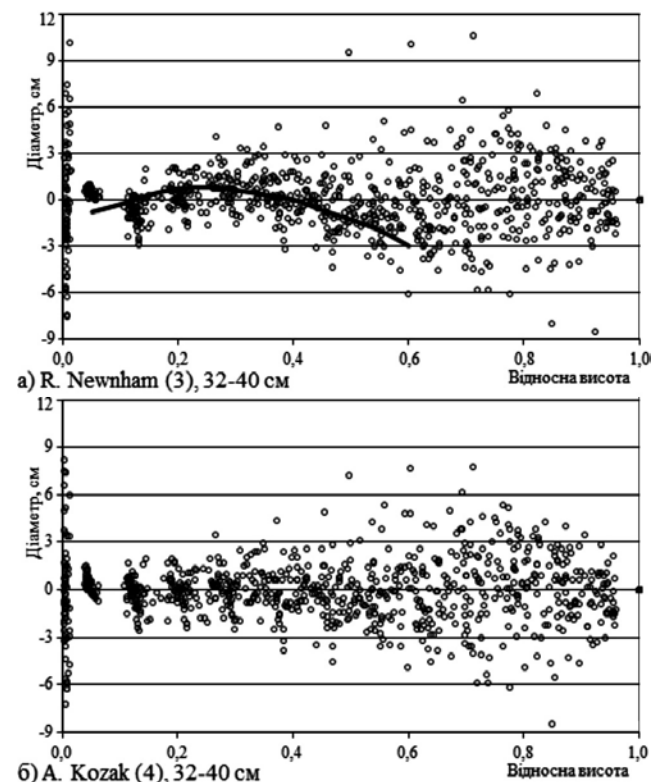 12
9
6
3
0
-3
-6
-9
Діаметр, см
0,0 0,2 0,4 0,6 0,8 1,0
Відносна висота
а) R. Newnham (3), 32-40 см
12
9
6
3
0
-3
-6
-9
Діаметр, см
0,0 0,2 0,4 0,6 0,8 1,0
Відносна висота
б) A. Kozak (4), 32-40 см